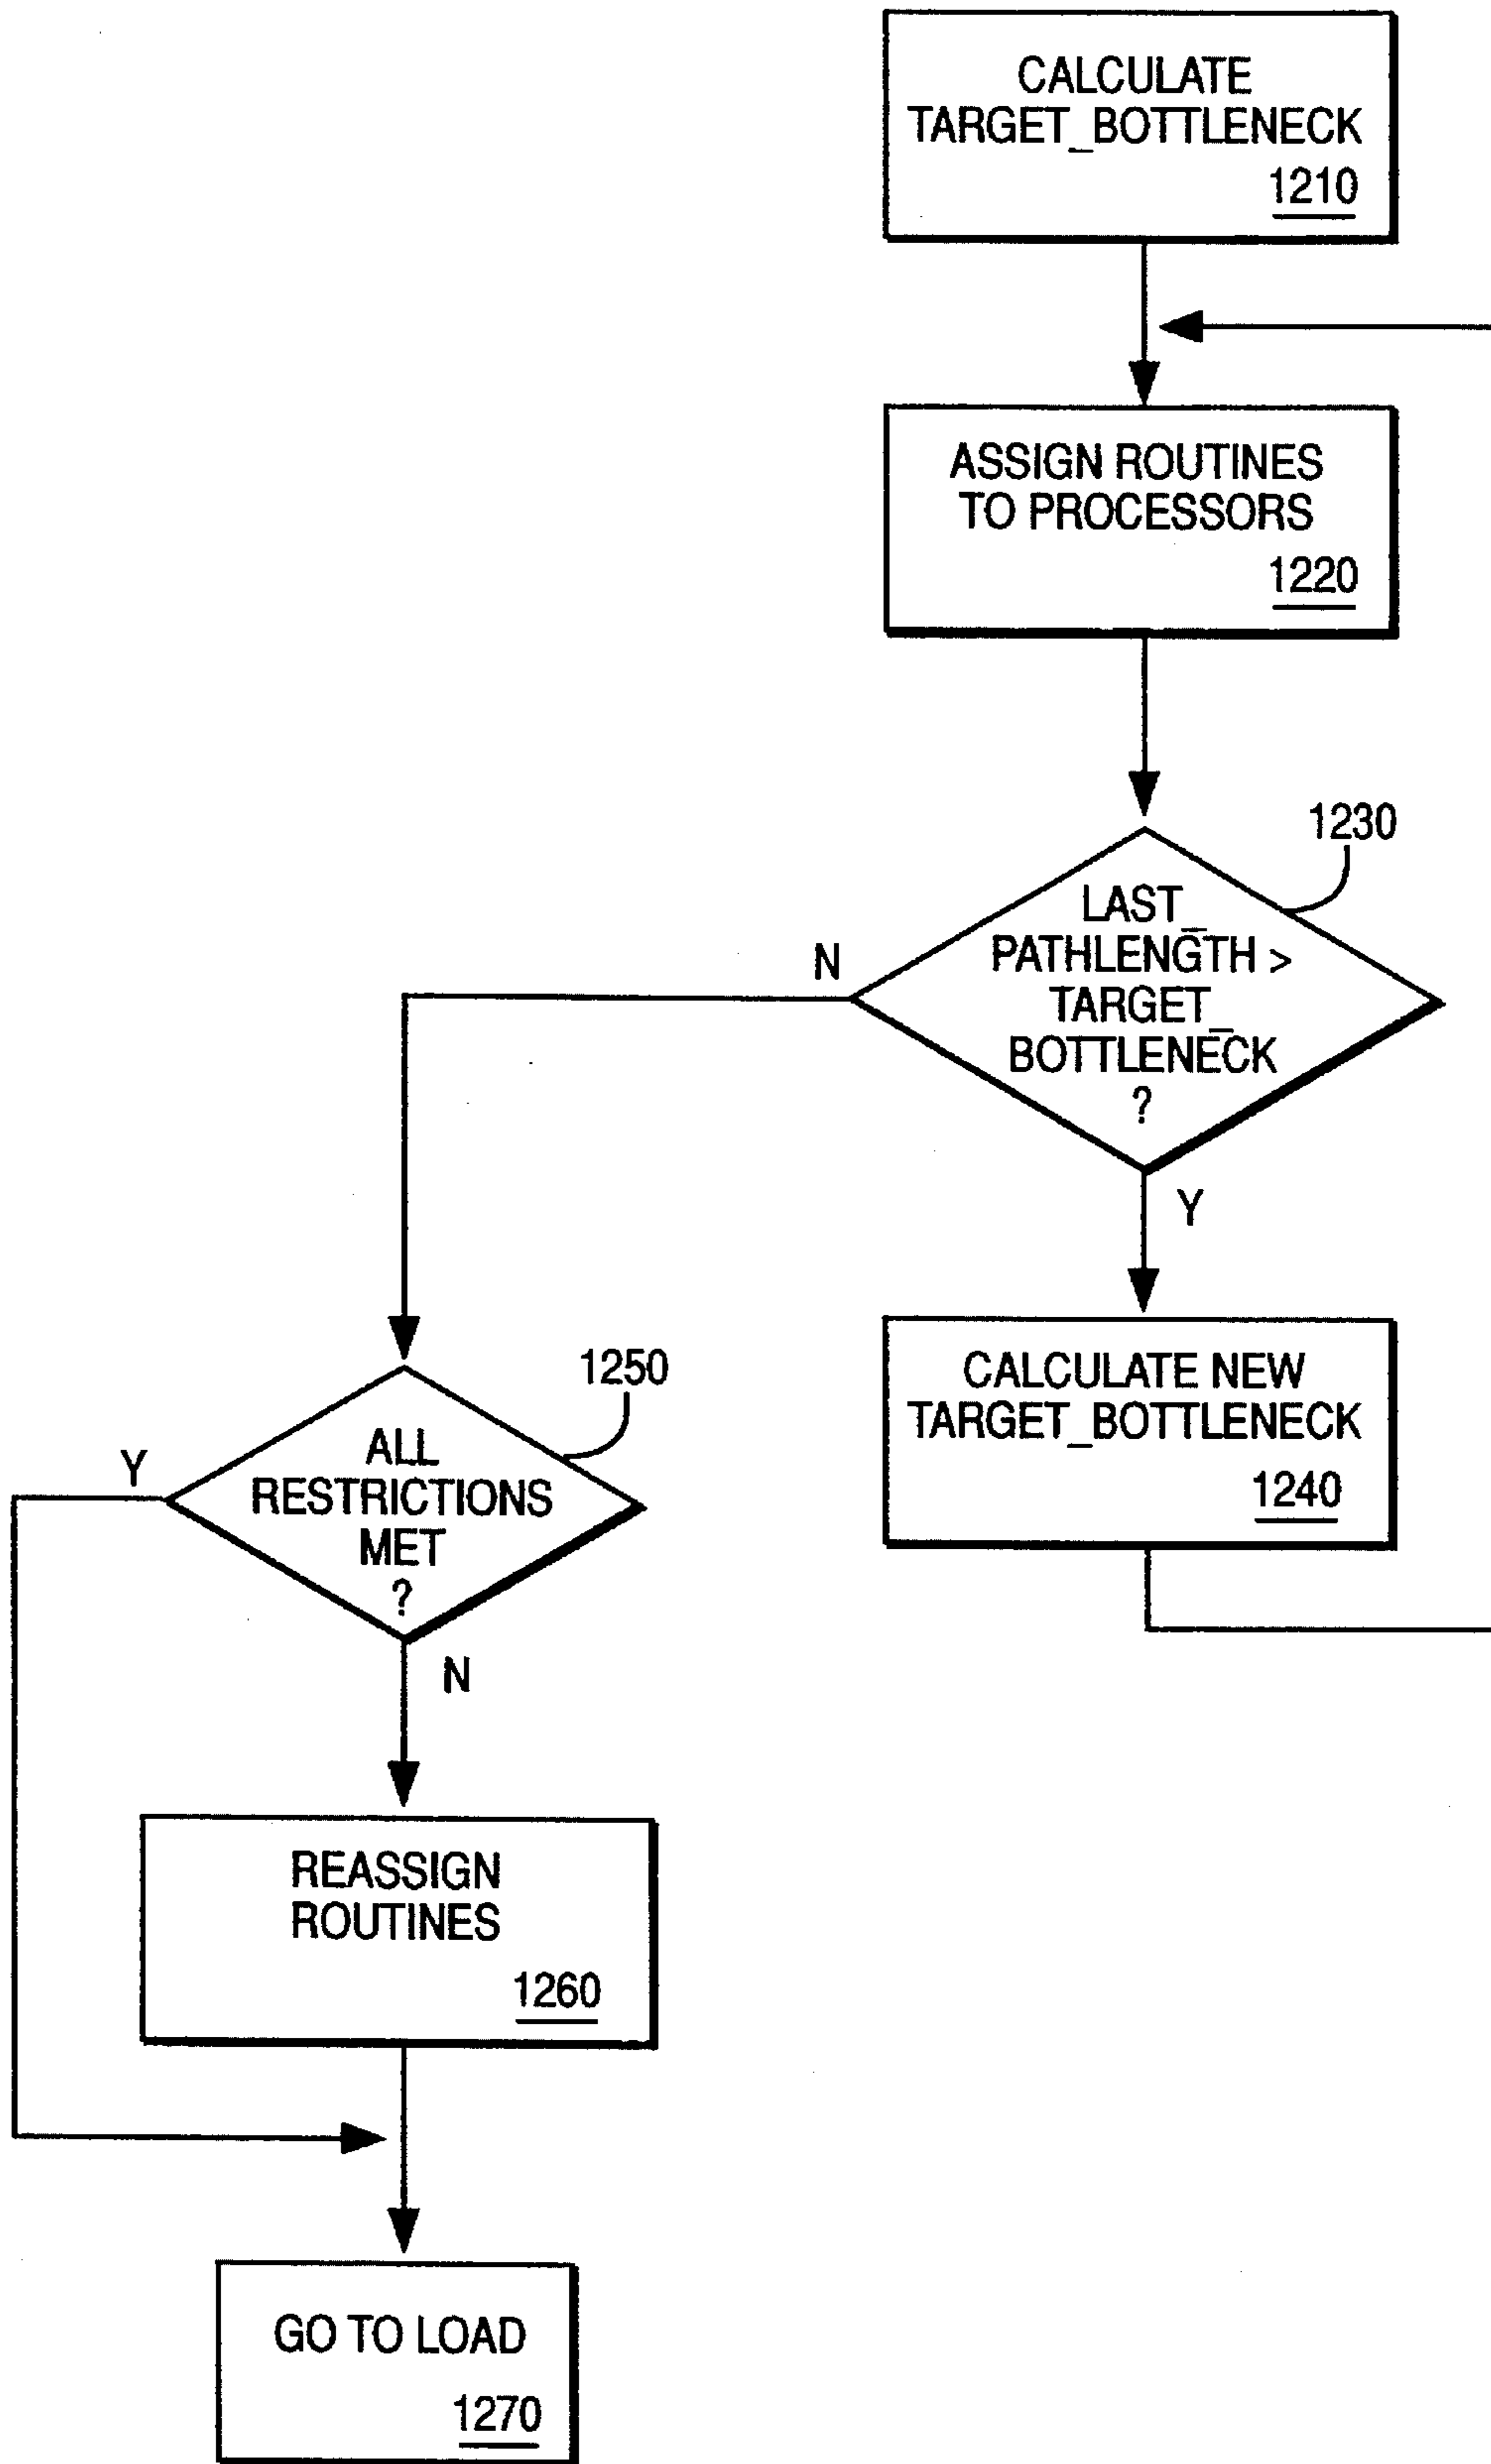 CALCULATE
TARGET_BOTTLENECK
1210
ASSIGN ROUTINES
TO PROCESSORS
1220
1230
LAST_
PATHLENGTH >
TARGET_
BOTTLENECK
?
N
Y
CALCULATE NEW
TARGET_BOTTLENECK
1240
1250
ALL
RESTRICTIONS
MET
?
Y
N
REASSIGN
ROUTINES
1260
GO TO LOAD
1270